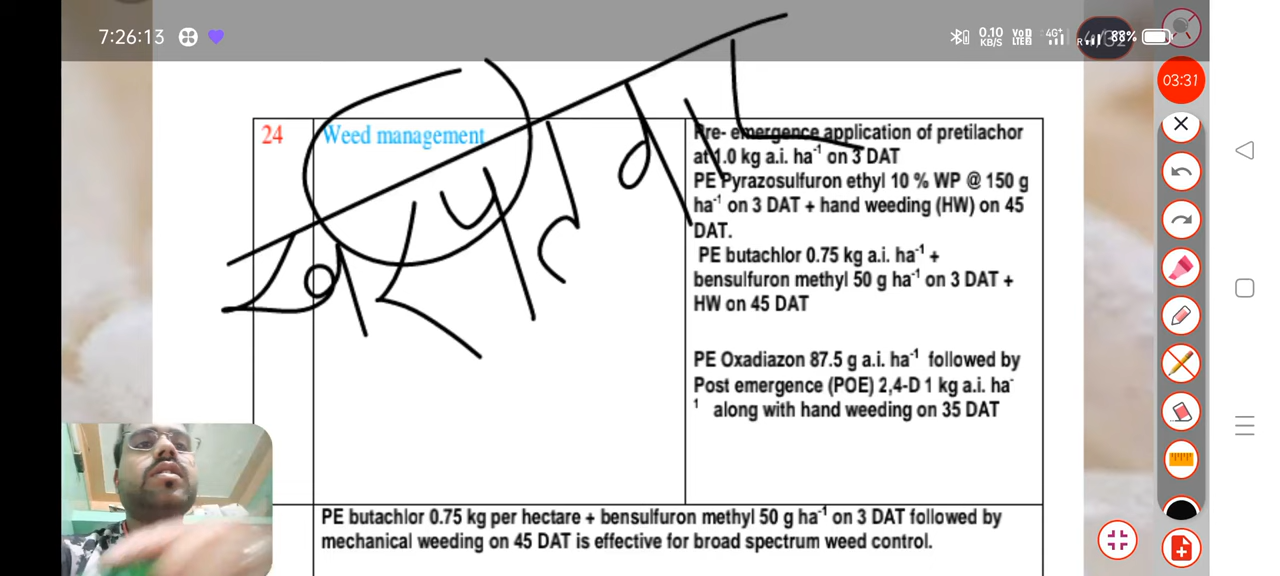 7:26:13
0.10 KB/S VoD LTE2 4G+ R 88%
03:31
24 Weed management
Pre- emergence application of pretilachor
at 1.0 kg a.i. ha-1 on 3 DAT
PE Pyrazosulfuron ethyl 10 % WP @ 150 g
ha-1 on 3 DAT + hand weeding (HW) on 45
DAT.
PE butachlor 0.75 kg a.i. ha-1 +
bensulfuron methyl 50 g ha-1 on 3 DAT +
HW on 45 DAT
PE Oxadiazon 87.5 g a.i. ha-1 followed by
Post emergence (POE) 2,4-D 1 kg a.i. ha-
1 along with hand weeding on 35 DAT
PE butachlor 0.75 kg per hectare + bensulfuron methyl 50 g ha-1 on 3 DAT followed by
mechanical weeding on 45 DAT is effective for broad spectrum weed control.